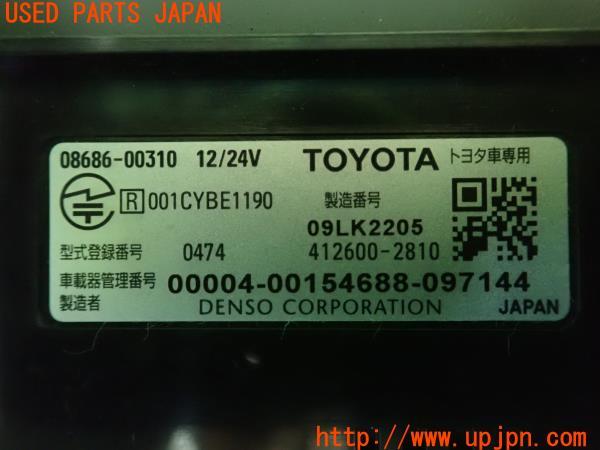 USED PARTS JAPAN
08686-00310 12/24V TOYOTA トヨタ車専用
R 001CYBE1190 製造番号
09LK2205
型式登録番号 0474 412600-2810
車載器管理番号 00004-00154688-097144
製造者 DENSO CORPORATION JAPAN
UPJ http://www.upjpn.com/